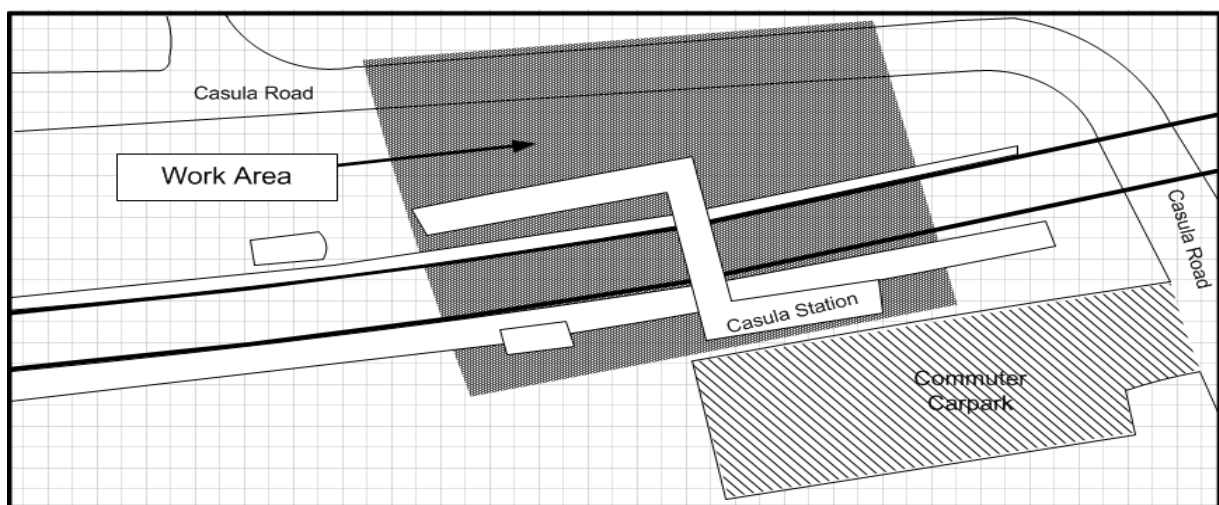 Casula Road
Work Area
Casula Road
Casula Station
Commuter
Carpark